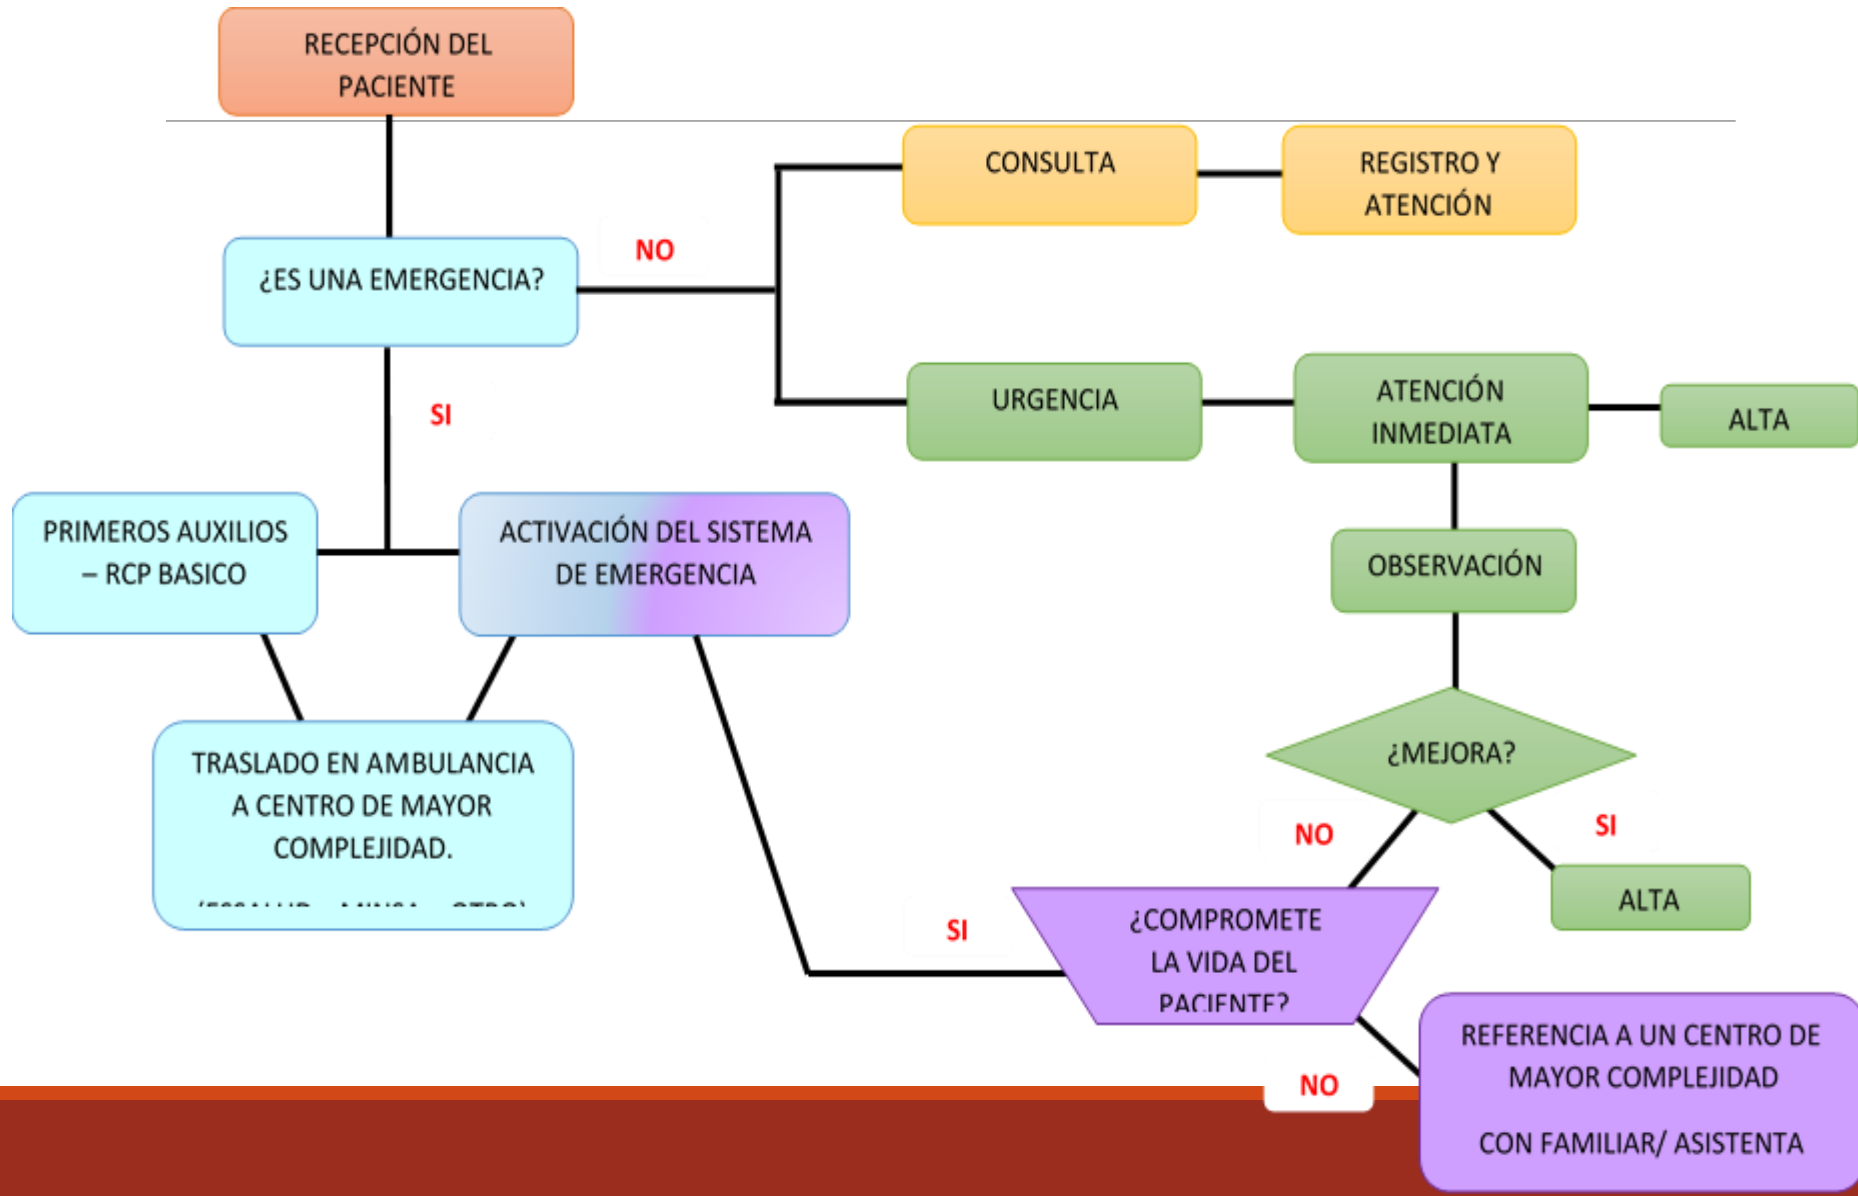 RECEPCIÓN DEL
PACIENTE
CONSULTA
REGISTRO Y
ATENCIÓN
NO
¿ES UNA EMERGENCIA?
SI
URGENCIA
ATENCIÓN
INMEDIATA
ALTA
PRIMEROS AUXILIOS
– RCP BASICO
ACTIVACIÓN DEL SISTEMA
DE EMERGENCIA
OBSERVACIÓN
TRASLADO EN AMBULANCIA
A CENTRO DE MAYOR
COMPLEJIDAD.
¿MEJORA?
NO
SI
ALTA
SI
¿COMPROMETE
LA VIDA DEL
PACIENTE?
NO
REFERENCIA A UN CENTRO DE
MAYOR COMPLEJIDAD
CON FAMILIAR/ ASISTENTA